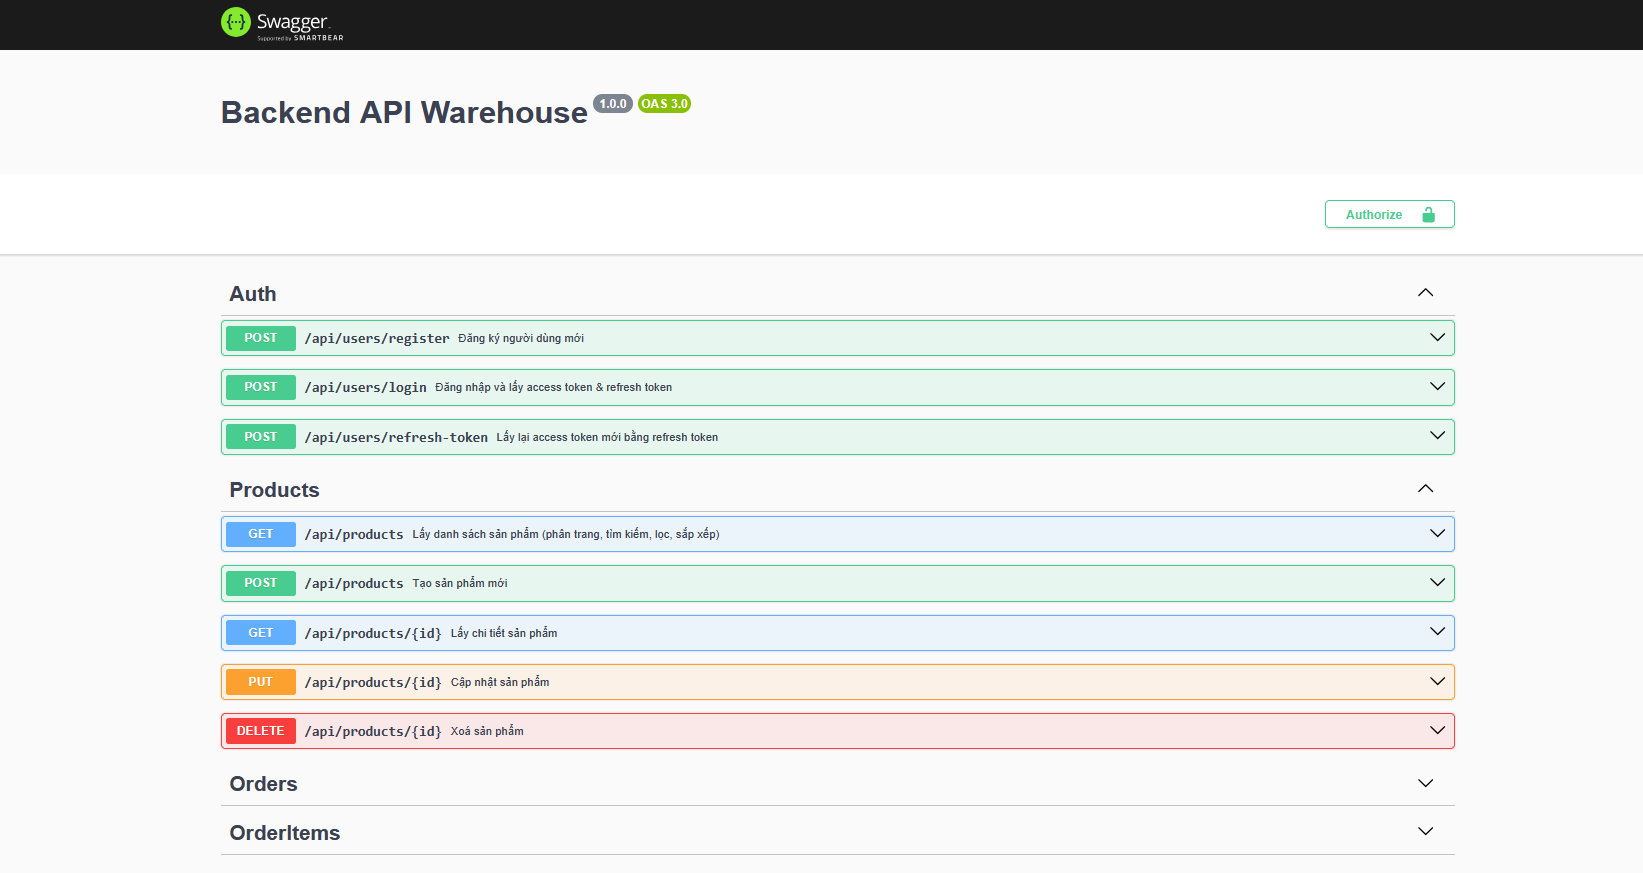 Swagger
Supported by SMARTBEAR
Backend API Warehouse 1.0.0 OAS 3.0
Authorize
Auth
POST /api/users/register Đăng ký người dùng mới
POST /api/users/login Đăng nhập và lấy access token & refresh token
POST /api/users/refresh-token Lấy lại access token mới bằng refresh token
Products
GET /api/products Lấy danh sách sản phẩm (phân trang, tìm kiếm, lọc, sắp xếp)
POST /api/products Tạo sản phẩm mới
GET /api/products/{id} Lấy chi tiết sản phẩm
PUT /api/products/{id} Cập nhật sản phẩm
DELETE /api/products/{id} Xoá sản phẩm
Orders
OrderItems